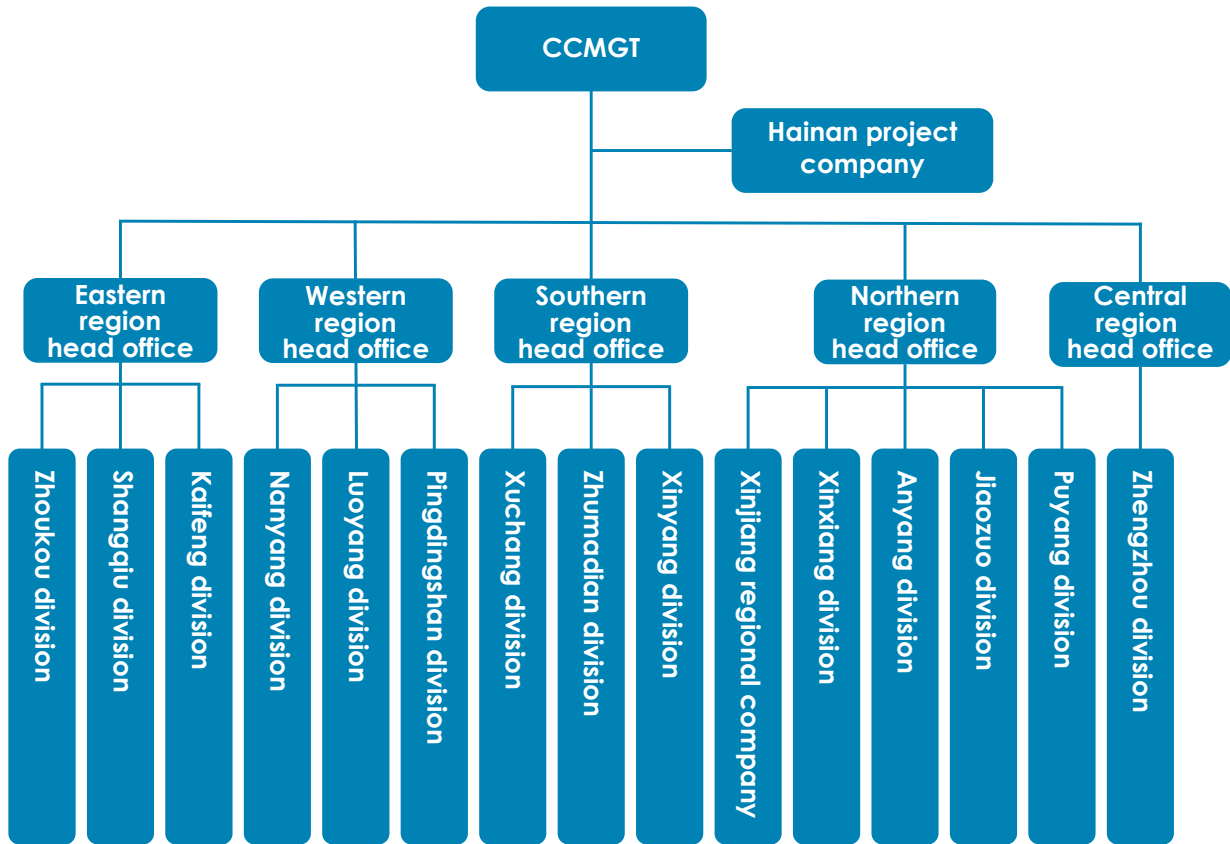 CCMGT
Hainan project
company
Eastern
region
head office
Western
region
head office
Southern
region
head office
Northern
region
head office
Central
region
head office
Zhoukou division
Shangqiu division
Kaifeng division
Nanyang division
Luoyang division
Pingdingshan division
Xuchang division
Zhumadian division
Xinyang division
Xinjiang regional company
Xinxiang division
Anyang division
Jiaozuo division
Puyang division
Zhengzhou division